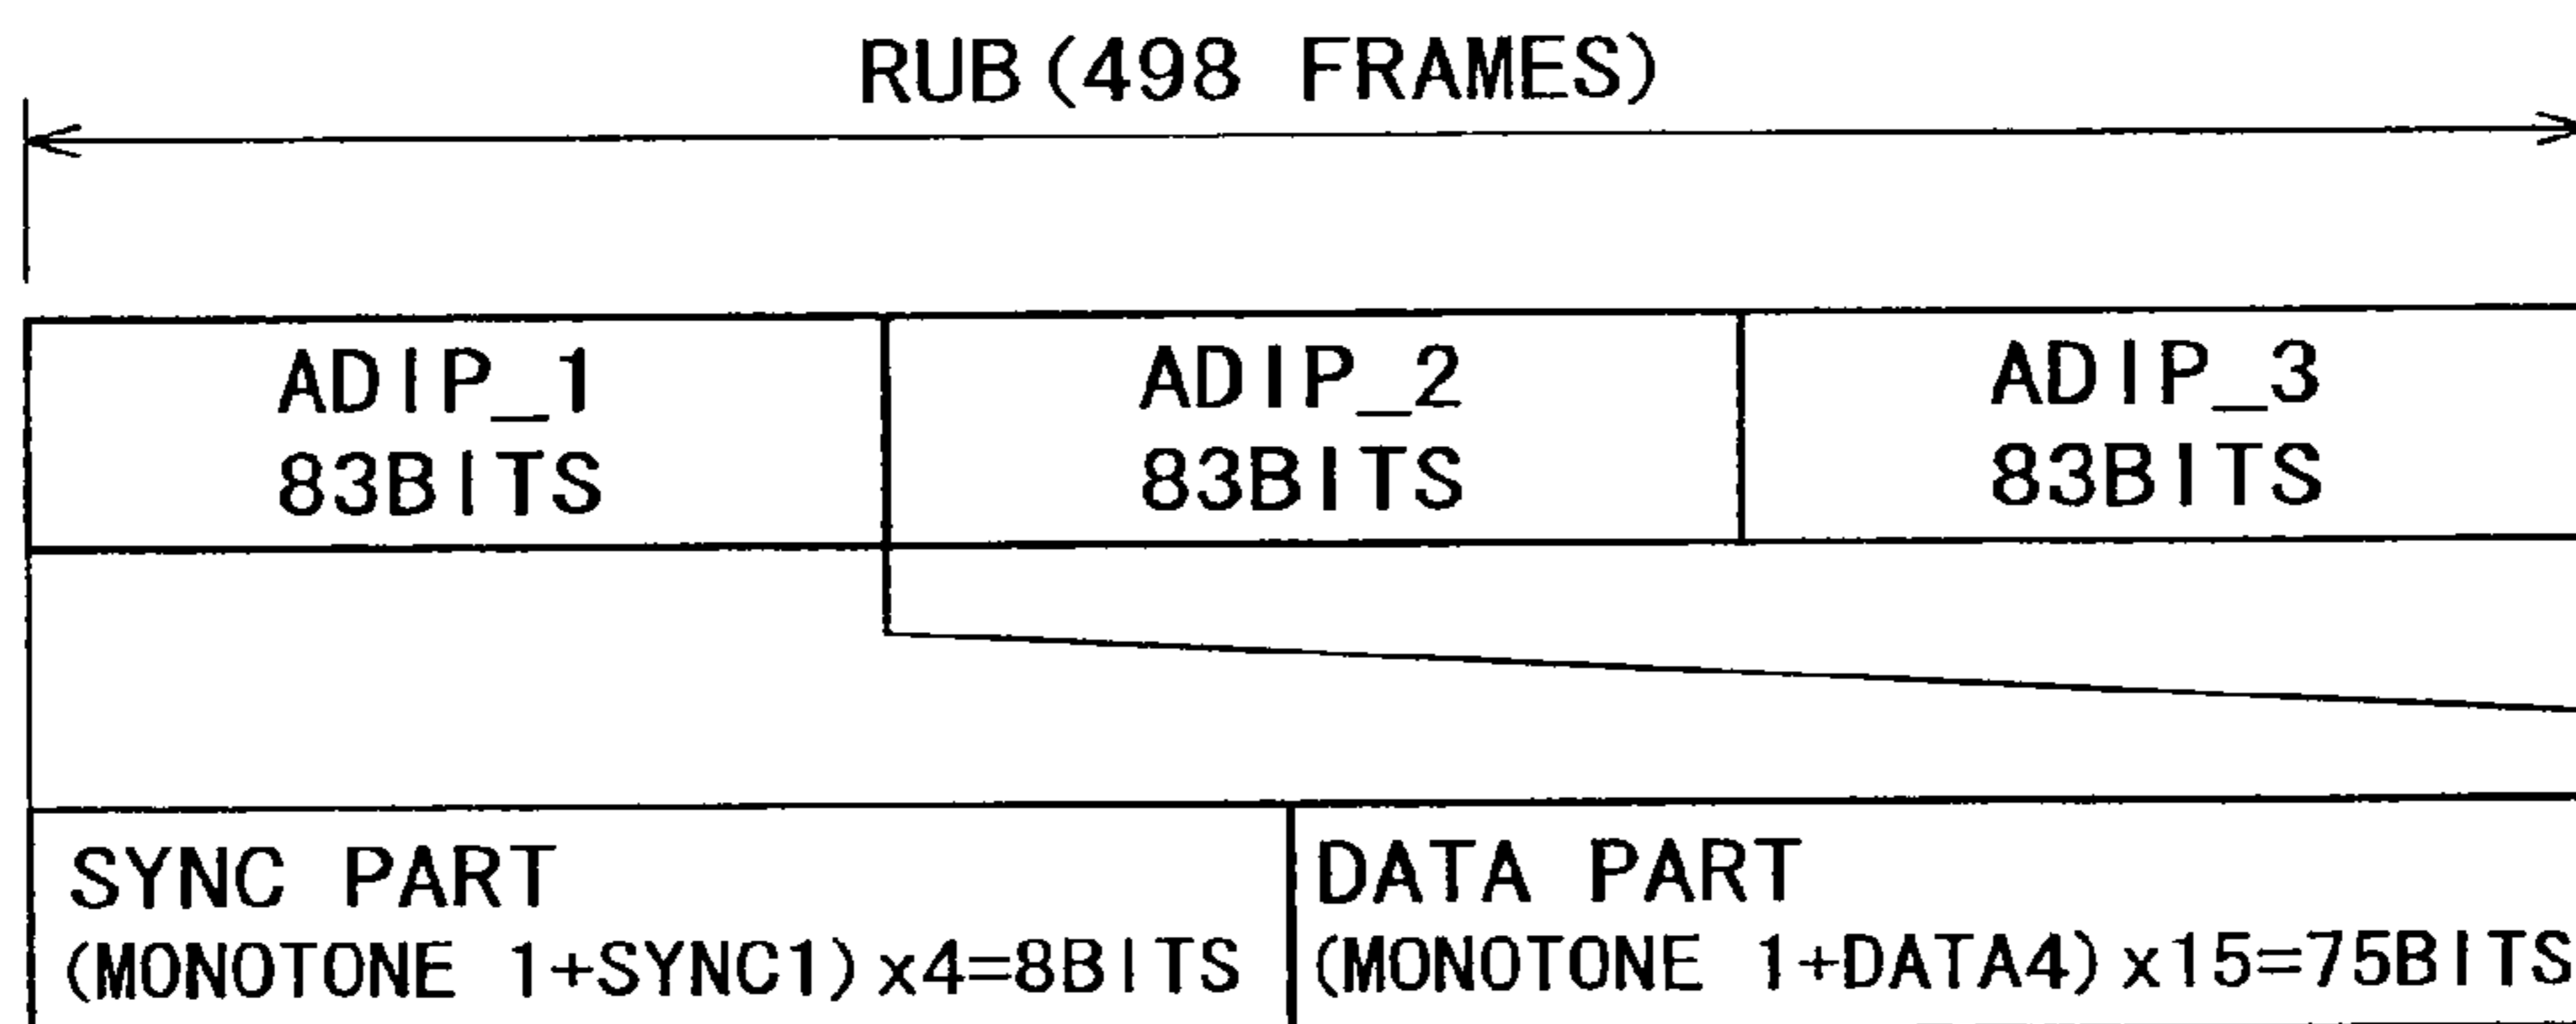 RUB(498 FRAMES)
ADIP_1
83BITS
ADIP_2
83BITS
ADIP_3
83BITS
SYNC PART
(MONOTONE 1+SYNC1)x4=8BITS
DATA PART
(MONOTONE 1+DATA4)x15=75BITS